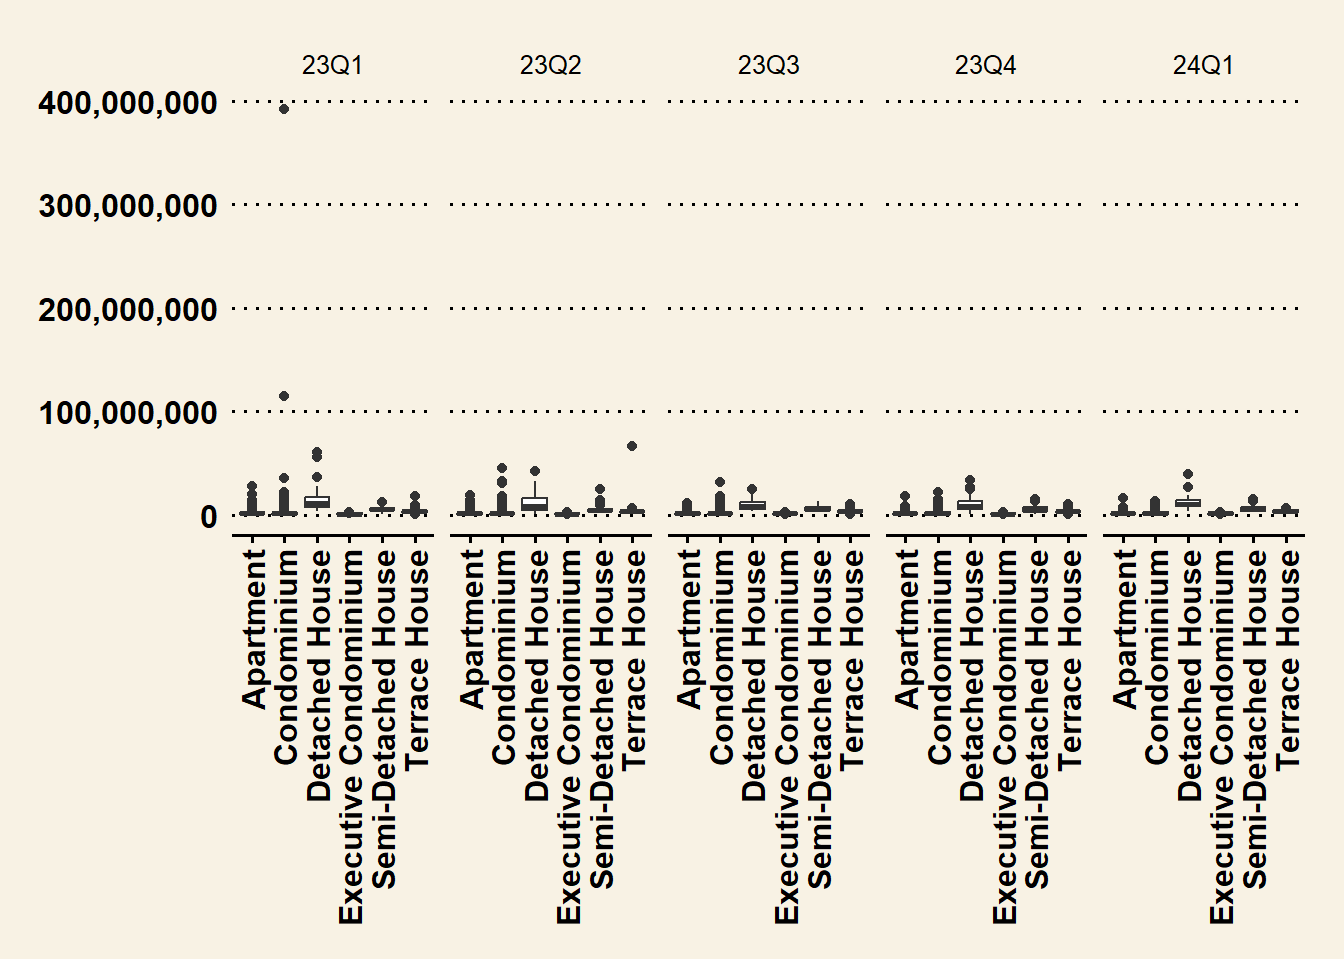 23Q1 23Q2 23Q3 23Q4 24Q1
400,000,000
300,000,000
200,000,000
100,000,000
0
Apartment
Condominium
Detached House
Executive Condominium
Semi-Detached House
Terrace House
Apartment
Condominium
Detached House
Executive Condominium
Semi-Detached House
Terrace House
Apartment
Condominium
Detached House
Executive Condominium
Semi-Detached House
Terrace House
Apartment
Condominium
Detached House
Executive Condominium
Semi-Detached House
Terrace House
Apartment
Condominium
Detached House
Executive Condominium
Semi-Detached House
Terrace House